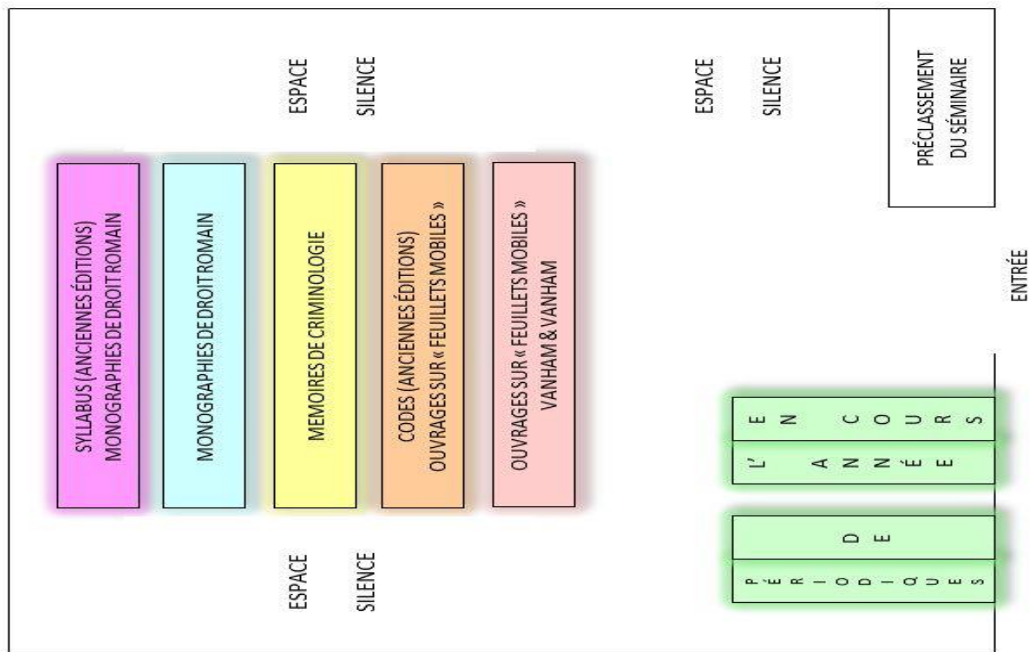 SYLLABUS (ANCIENNES ÉDITIONS)
MONOGRAPHIES DE DROIT ROMAIN
MONOGRAPHIES DE DROIT ROMAIN
ESPACE
SILENCE
MEMOIRES DE CRIMINOLOGIE
ESPACE
SILENCE
CODES (ANCIENNES ÉDITIONS)
OUVRAGES SUR « FEUILLETS MOBILES »
OUVRAGES SUR « FEUILLETS MOBILES »
VANHAM & VANHAM
ESPACE
SILENCE
PÉRIODIQUES
DE
L' ANNÉE
EN COURS
PRÉCLASSEMENT
DU SÉMINAIRE
ENTRÉE